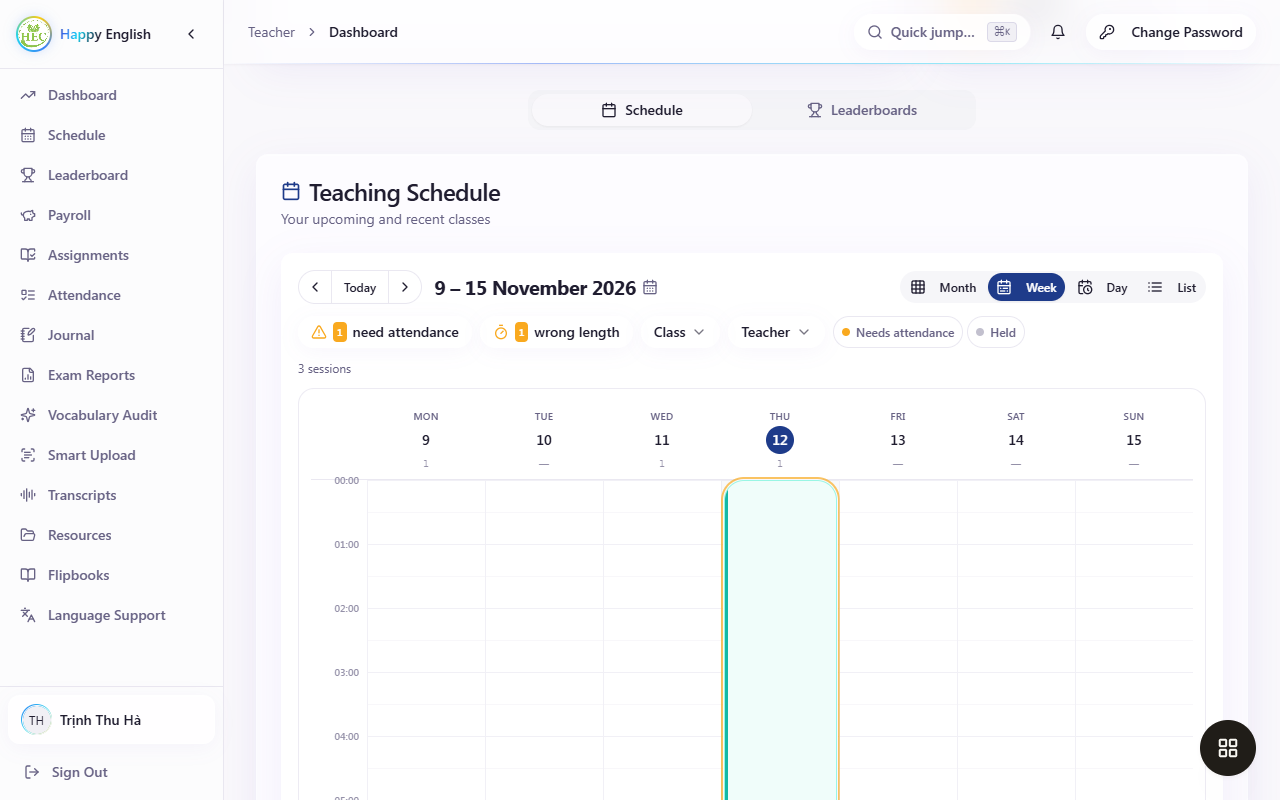 HEC
Happy English
Teacher
Dashboard
Quick jump...
⌘K
Change Password
Dashboard
Schedule
Leaderboard
Payroll
Assignments
Attendance
Journal
Exam Reports
Vocabulary Audit
Smart Upload
Transcripts
Resources
Flipbooks
Language Support
TH
Trịnh Thu Hà
Sign Out
Schedule
Leaderboards
Teaching Schedule
Your upcoming and recent classes
Today
9 – 15 November 2026
Month
Week
Day
List
1 need attendance
1 wrong length
Class
Teacher
Needs attendance
Held
3 sessions
MON
TUE
WED
THU
FRI
SAT
SUN
9
10
11
12
13
14
15
1
—
1
1
—
—
—
00:00
01:00
02:00
03:00
04:00
05:00